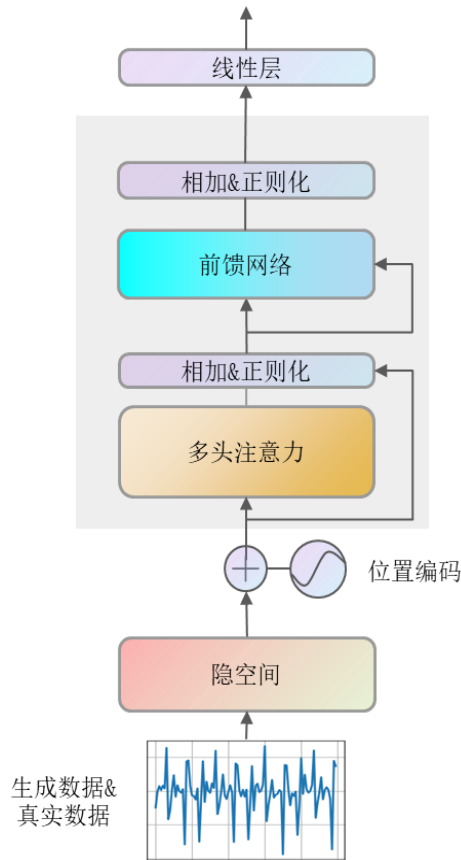 线性层
相加&正则化
前馈网络
相加&正则化
多头注意力
位置编码
隐空间
生成数据&
真实数据